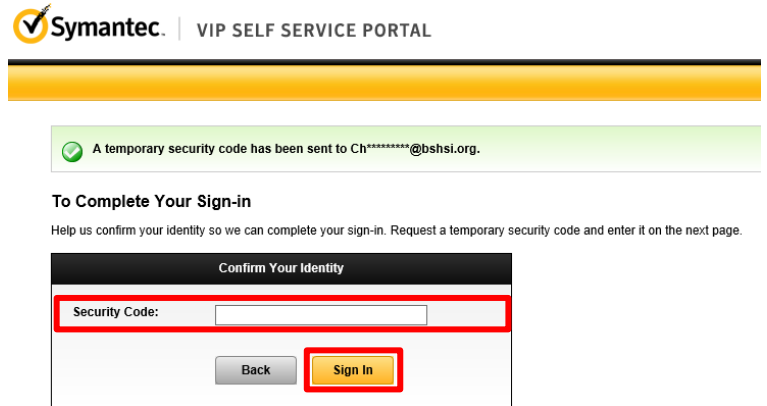 Symantec. | VIP SELF SERVICE PORTAL
A temporary security code has been sent to Ch*********@bshsi.org.
To Complete Your Sign-in
Help us confirm your identity so we can complete your sign-in. Request a temporary security code and enter it on the next page.
Confirm Your Identity
Security Code:
Back Sign In